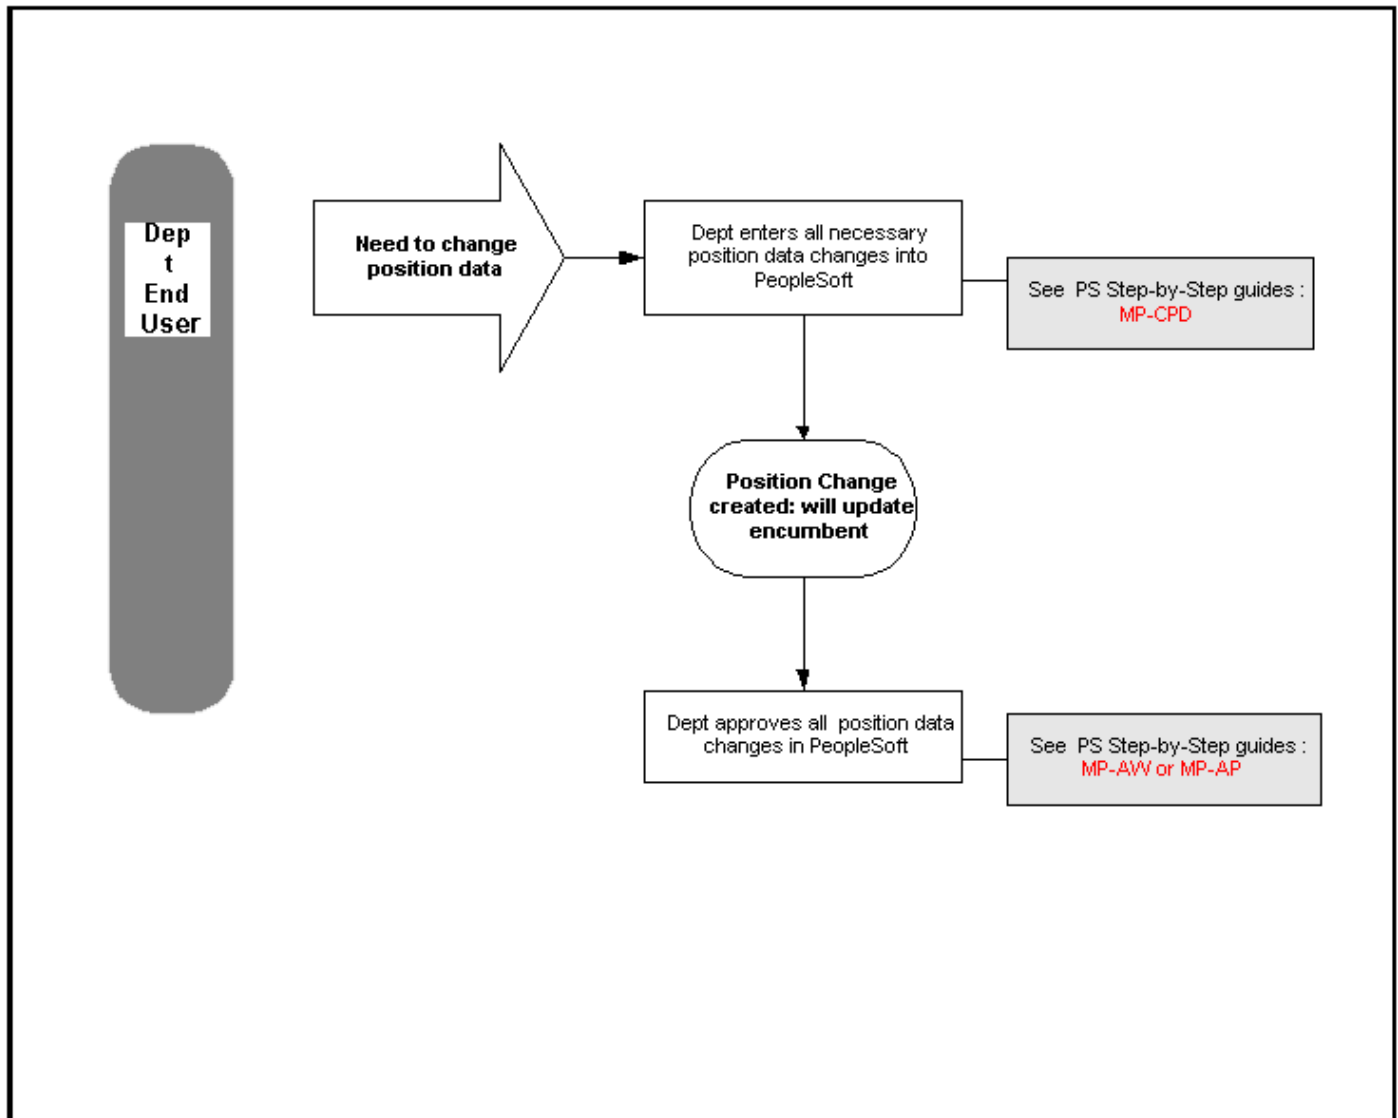 Dep
t
End
User
Need to change
position data
Dept enters all necessary
position data changes into
PeopleSoft
See PS Step-by-Step guides :
MP-CPD
Position Change
created: will update
encumbent
Dept approves all position data
changes in PeopleSoft
See PS Step-by-Step guides :
MP-AW or MP-AP